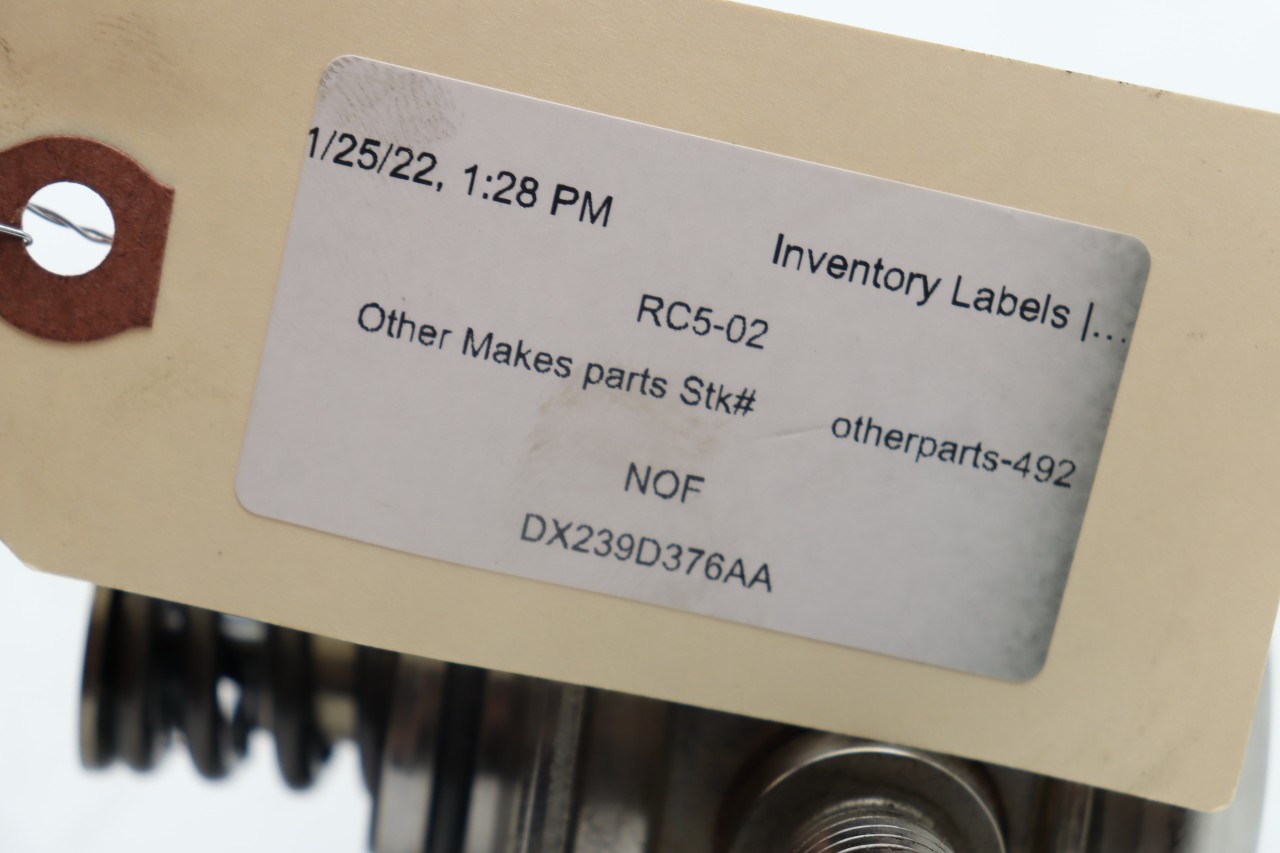 1/25/22, 1:28 PM
Inventory Labels |...
RC5-02
Other Makes parts Stk# otherparts-492
NOF
DX239D376AA